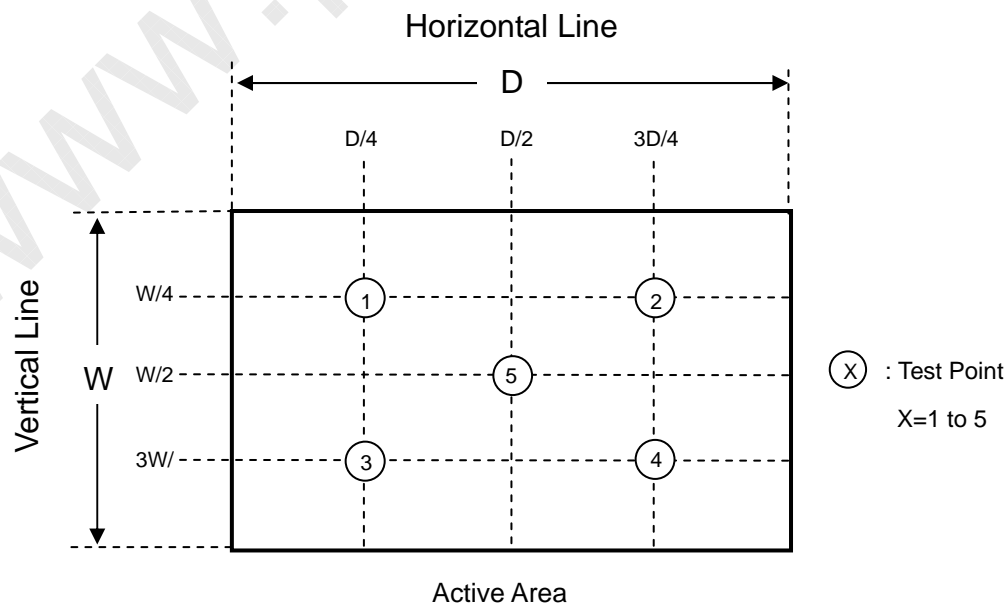 Horizontal Line
D
D/4 D/2 3D/4
W/4
1 2
Vertical Line
W
W/2
5
X : Test Point
X=1 to 5
3W/
3 4
Active Area
www.